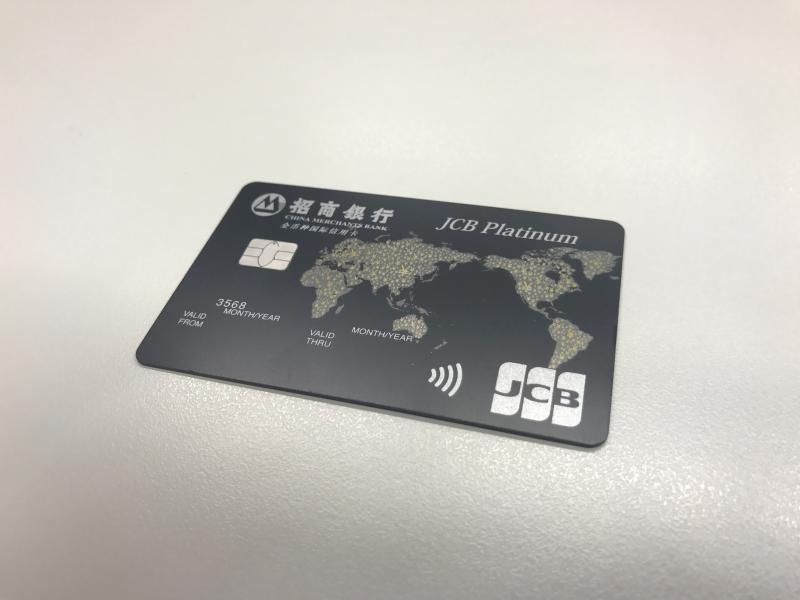 招商银行
CHINA MERCHANTS BANK
全币种国际信用卡
JCB Platinum
3568
VALID FROM
MONTH/YEAR
VALID THRU
MONTH/YEAR
JCB